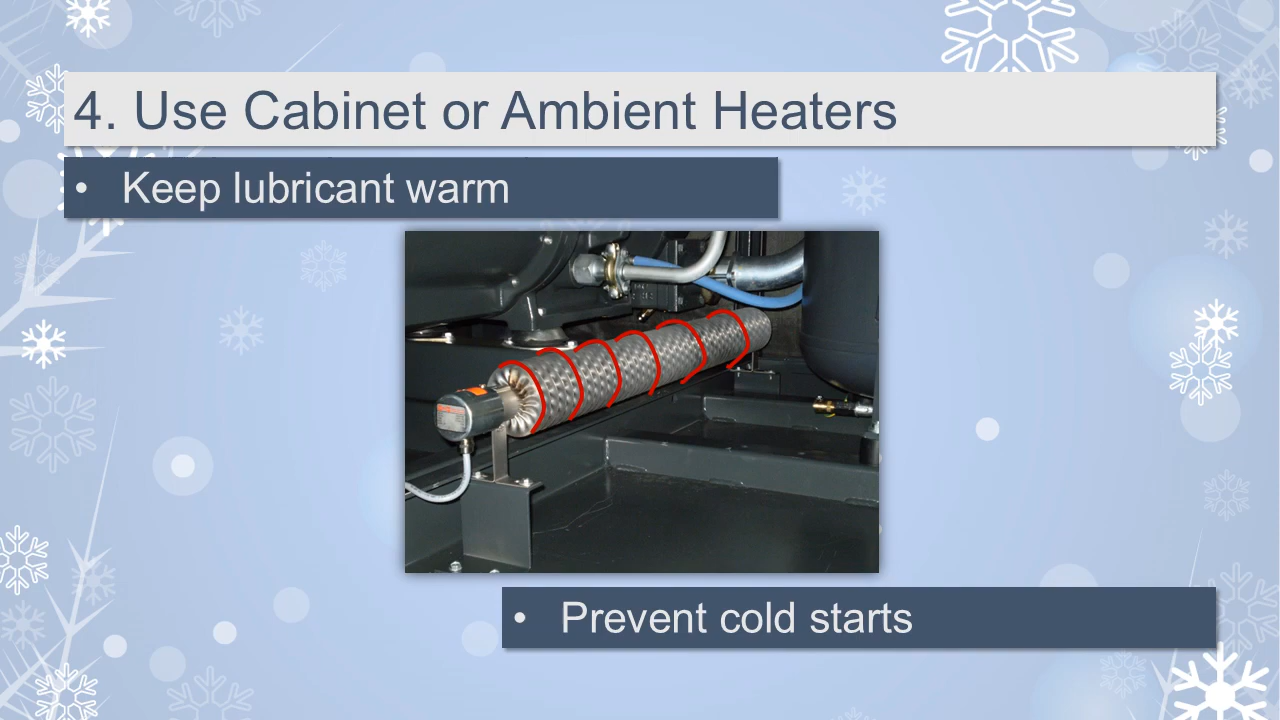 4. Use Cabinet or Ambient Heaters
• Keep lubricant warm
• Prevent cold starts